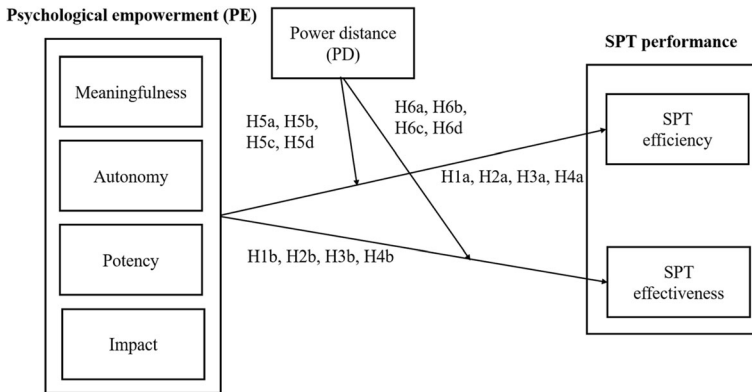 Psychological empowerment (PE)
Meaningfulness
Autonomy
Potency
Impact
Power distance
(PD)
H5a, H5b,
H5c, H5d
H6a, H6b,
H6c, H6d
H1a, H2a, H3a, H4a
H1b, H2b, H3b, H4b
SPT performance
SPT
efficiency
SPT
effectiveness